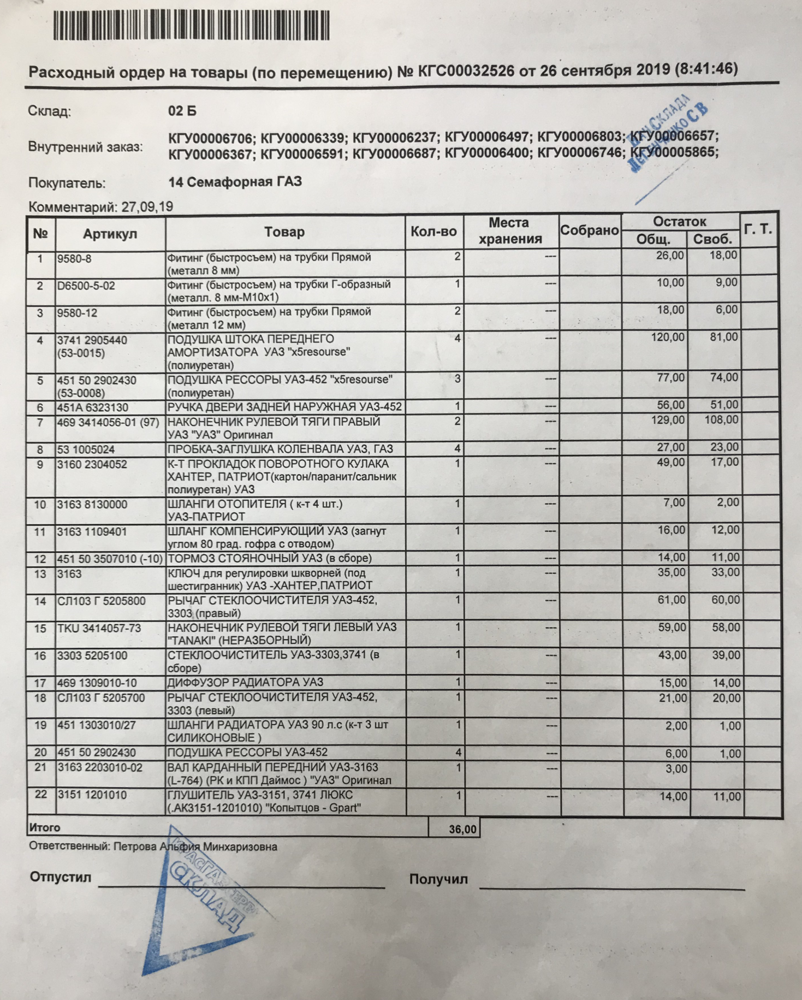 Расходный ордер на товары (по перемещению) № КГС00032526 от 26 сентября 2019 (8:41:46)
Склад: 02 Б
НачСклада
Легенчико СВ
Внутренний заказ: КГУ00006706; КГУ00006339; КГУ00006237; КГУ00006497; КГУ00006803; КГУ00006657;
КГУ00006367; КГУ00006591; КГУ00006687; КГУ00006400; КГУ00006746; КГУ00005865;
Покупатель: 14 Семафорная ГАЗ
Комментарий: 27,09,19
№ Артикул Товар Кол-во Места хранения Собрано Остаток Г. Т.
Общ. Своб.
1 9580-8 Фитинг (быстросъем) на трубки Прямой 2 --- 26,00 18,00
(металл 8 мм)
2 D6500-5-02 Фитинг (быстросъем) на трубки Г-образный 1 --- 10,00 9,00
(металл. 8 мм-М10х1)
3 9580-12 Фитинг (быстросъем) на трубки Прямой 2 --- 18,00 6,00
(металл 12 мм)
4 3741 2905440 ПОДУШКА ШТОКА ПЕРЕДНЕГО 4 --- 120,00 81,00
(53-0015) АМОРТИЗАТОРА УАЗ "x5resourse"
(полиуретан)
5 451 50 2902430 ПОДУШКА РЕССОРЫ УАЗ-452 "x5resourse" 3 --- 77,00 74,00
(53-0008) (полиуретан)
6 451А 6323130 РУЧКА ДВЕРИ ЗАДНЕЙ НАРУЖНАЯ УАЗ-452 1 --- 56,00 51,00
7 469 3414056-01 (97) НАКОНЕЧНИК РУЛЕВОЙ ТЯГИ ПРАВЫЙ 2 --- 129,00 108,00
УАЗ "УАЗ" Оригинал
8 53 1005024 ПРОБКА-ЗАГЛУШКА КОЛЕНВАЛА УАЗ, ГАЗ 4 --- 27,00 23,00
9 3160 2304052 К-Т ПРОКЛАДОК ПОВОРОТНОГО КУЛАКА 1 --- 49,00 17,00
ХАНТЕР, ПАТРИОТ(картон/паранит/сальник
полиуретан) УАЗ
10 3163 8130000 ШЛАНГИ ОТОПИТЕЛЯ ( к-т 4 шт.) 1 --- 7,00 2,00
УАЗ-ПАТРИОТ
11 3163 1109401 ШЛАНГ КОМПЕНСИРУЮЩИЙ УАЗ (загнут 1 --- 16,00 12,00
углом 80 град. гофра с отводом)
12 451 50 3507010 (-10) ТОРМОЗ СТОЯНОЧНЫЙ УАЗ (в сборе) 1 --- 14,00 11,00
13 3163 КЛЮЧ для регулировки шкворней (под 1 --- 35,00 33,00
шестигранник) УАЗ -ХАНТЕР,ПАТРИОТ
14 СЛ103 Г 5205800 РЫЧАГ СТЕКЛООЧИСТИТЕЛЯ УАЗ-452, 1 --- 61,00 60,00
3303 (правый)
15 TKU 3414057-73 НАКОНЕЧНИК РУЛЕВОЙ ТЯГИ ЛЕВЫЙ УАЗ 1 --- 59,00 58,00
"TANAKI" (НЕРАЗБОРНЫЙ)
16 3303 5205100 СТЕКЛООЧИСТИТЕЛЬ УАЗ-3303,3741 (в 1 --- 43,00 39,00
сборе)
17 469 1309010-10 ДИФФУЗОР РАДИАТОРА УАЗ 1 --- 15,00 14,00
18 СЛ103 Г 5205700 РЫЧАГ СТЕКЛООЧИСТИТЕЛЯ УАЗ-452, 1 --- 21,00 20,00
3303 (левый)
19 451 1303010/27 ШЛАНГИ РАДИАТОРА УАЗ 90 л.с (к-т 3 шт 1 --- 2,00 1,00
СИЛИКОНОВЫЕ )
20 451 50 2902430 ПОДУШКА РЕССОРЫ УАЗ-452 4 --- 6,00 1,00
21 3163 2203010-02 ВАЛ КАРДАННЫЙ ПЕРЕДНИЙ УАЗ-3163 1 --- 3,00
(L-764) (РК и КПП Даймос ) "УАЗ" Оригинал
22 3151 1201010 ГЛУШИТЕЛЬ УАЗ-3151, 3741 ЛЮКС 1 --- 14,00 11,00
(.АК3151-1201010) "Копытцов - Gpart"
Итого 36,00
Ответственный: Петрова Альфия Минхаризовна
Отпустил Получил
СКЛАД